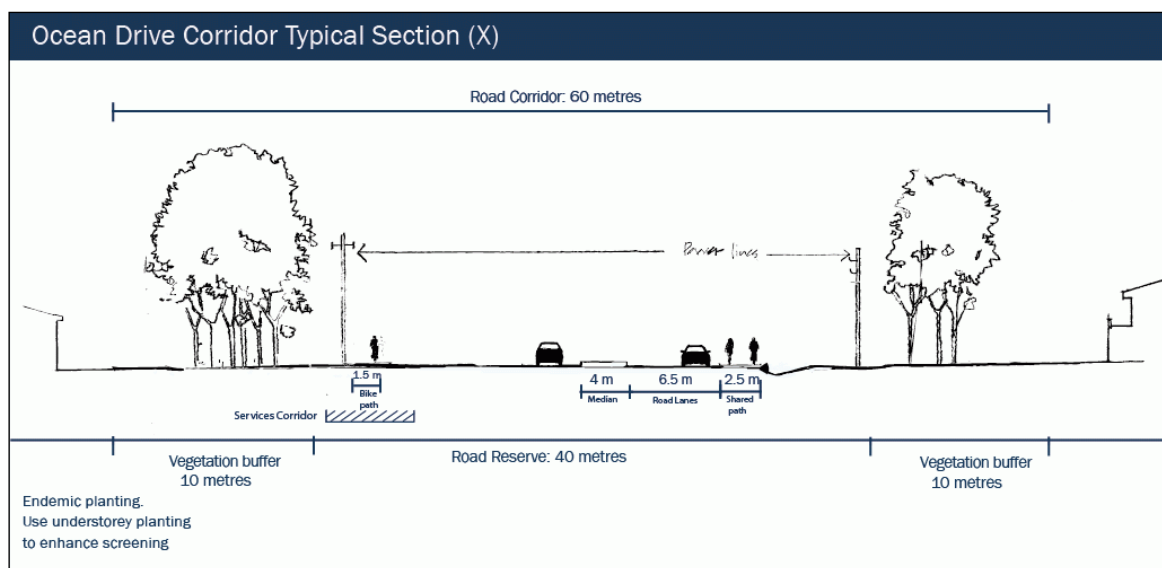 Ocean Drive Corridor Typical Section (X)
Road Corridor: 60 metres
Power lines
1.5 m
Bike
path
4 m
Median
6.5 m
Road Lanes
2.5 m
Shared
path
Services Corridor
Vegetation buffer
10 metres
Road Reserve: 40 metres
Vegetation buffer
10 metres
Endemic planting.
Use understorey planting
to enhance screening